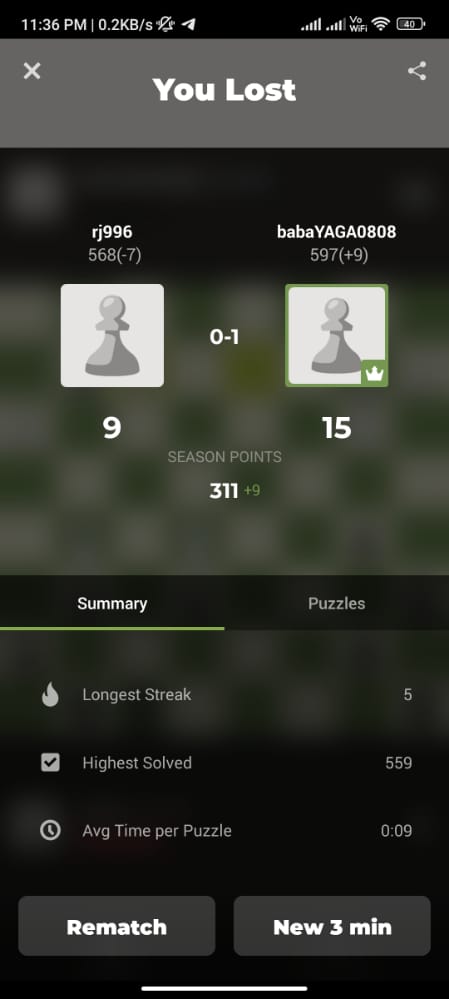 11:36 PM | 0.2KB/s
Vo WiFi 40
You Lost
rj996 babaYAGA0808
568(-7) 597(+9)
0-1
9 15
SEASON POINTS
311 +9
Summary Puzzles
Longest Streak 5
Highest Solved 559
Avg Time per Puzzle 0:09
Rematch New 3 min